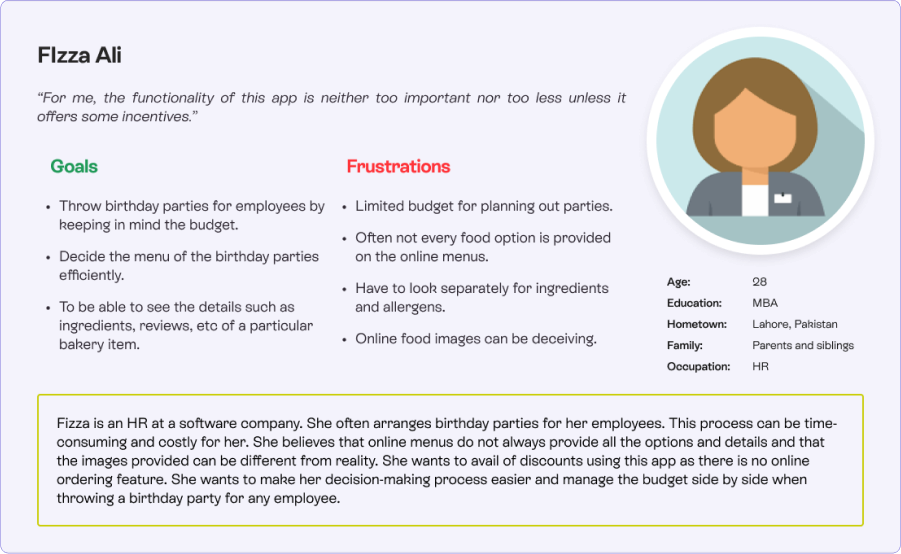 FIzza Ali
“For me, the functionality of this app is neither too important nor too less unless it
offers some incentives.”
Goals
• Throw birthday parties for employees by
keeping in mind the budget.
• Decide the menu of the birthday parties
efficiently.
• To be able to see the details such as
ingredients, reviews, etc of a particular
bakery item.
Frustrations
• Limited budget for planning out parties.
• Often not every food option is provided
on the online menus.
• Have to look separately for ingredients
and allergens.
• Online food images can be deceiving.
Age: 28
Education: MBA
Hometown: Lahore, Pakistan
Family: Parents and siblings
Occupation: HR
Fizza is an HR at a software company. She often arranges birthday parties for her employees. This process can be time-
consuming and costly for her. She believes that online menus do not always provide all the options and details and that
the images provided can be different from reality. She wants to avail of discounts using this app as there is no online
ordering feature. She wants to make her decision-making process easier and manage the budget side by side when
throwing a birthday party for any employee.